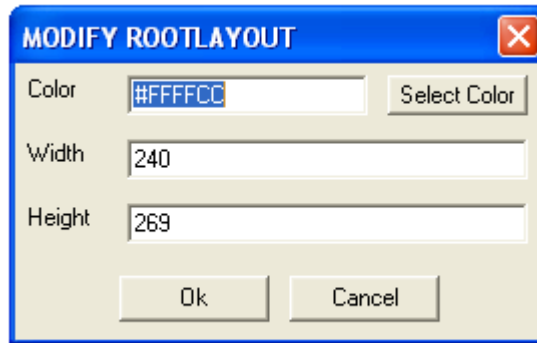 MODIFY ROOTLAYOUT
Color #FFFFCC Select Color
Width 240
Height 269
Ok Cancel